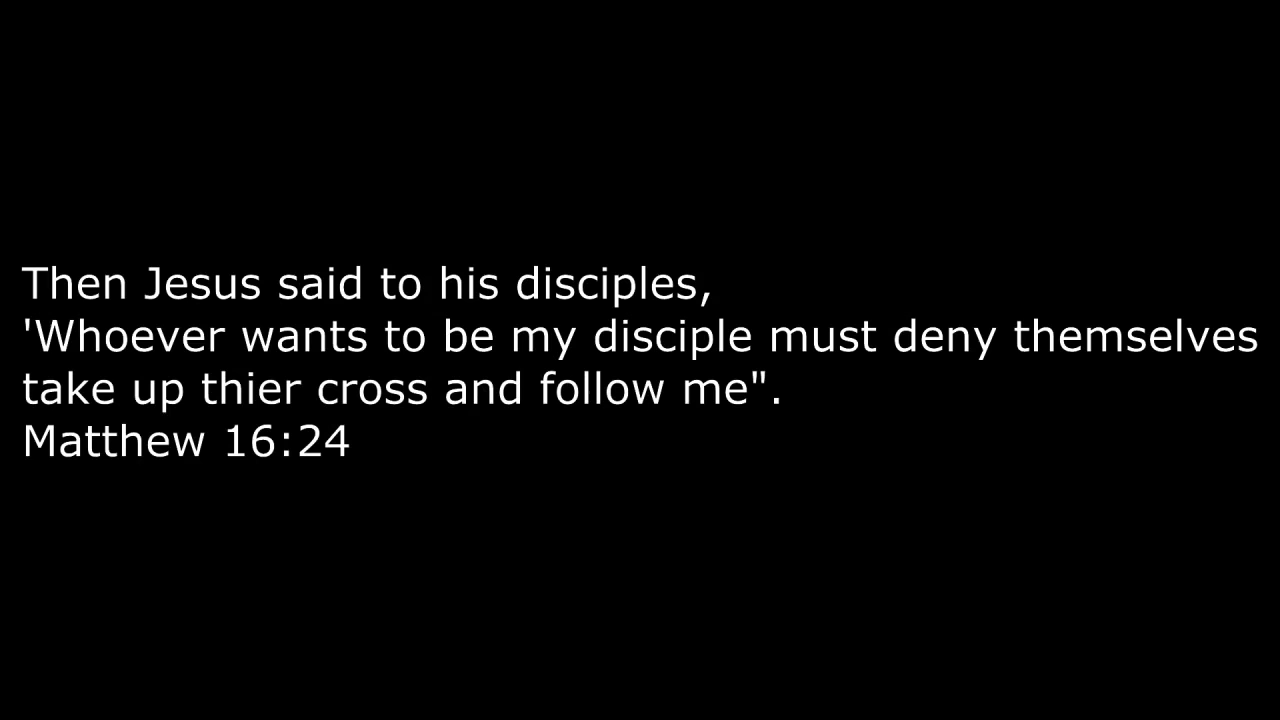 Then Jesus said to his disciples,
'Whoever wants to be my disciple must deny themselves
take up thier cross and follow me".
Matthew 16:24